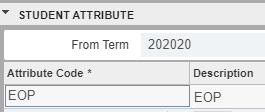 STUDENT ATTRIBUTE
From Term 202020
Attribute Code * Description
EOP EOP